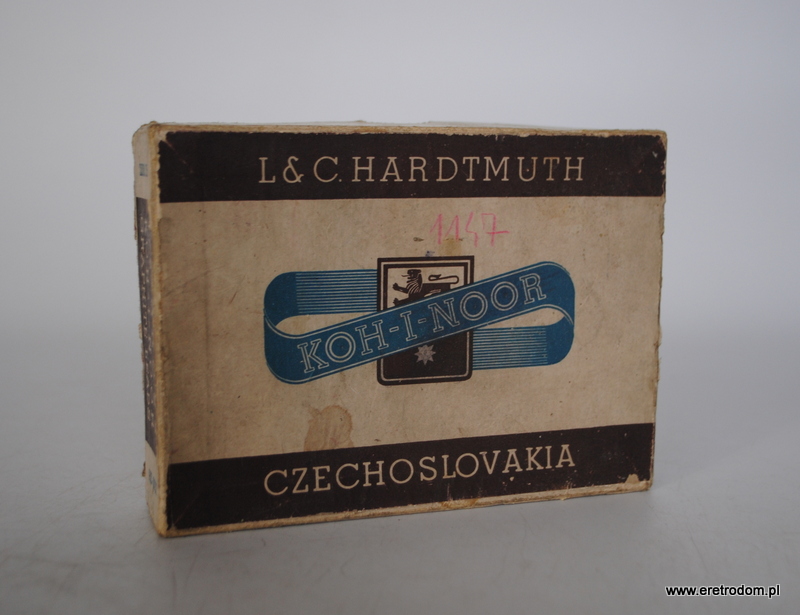 L & C. HARDTMUTH
1147
KOH-I-NOOR
CZECHOSLOVAKIA
www.eretrodom.pl